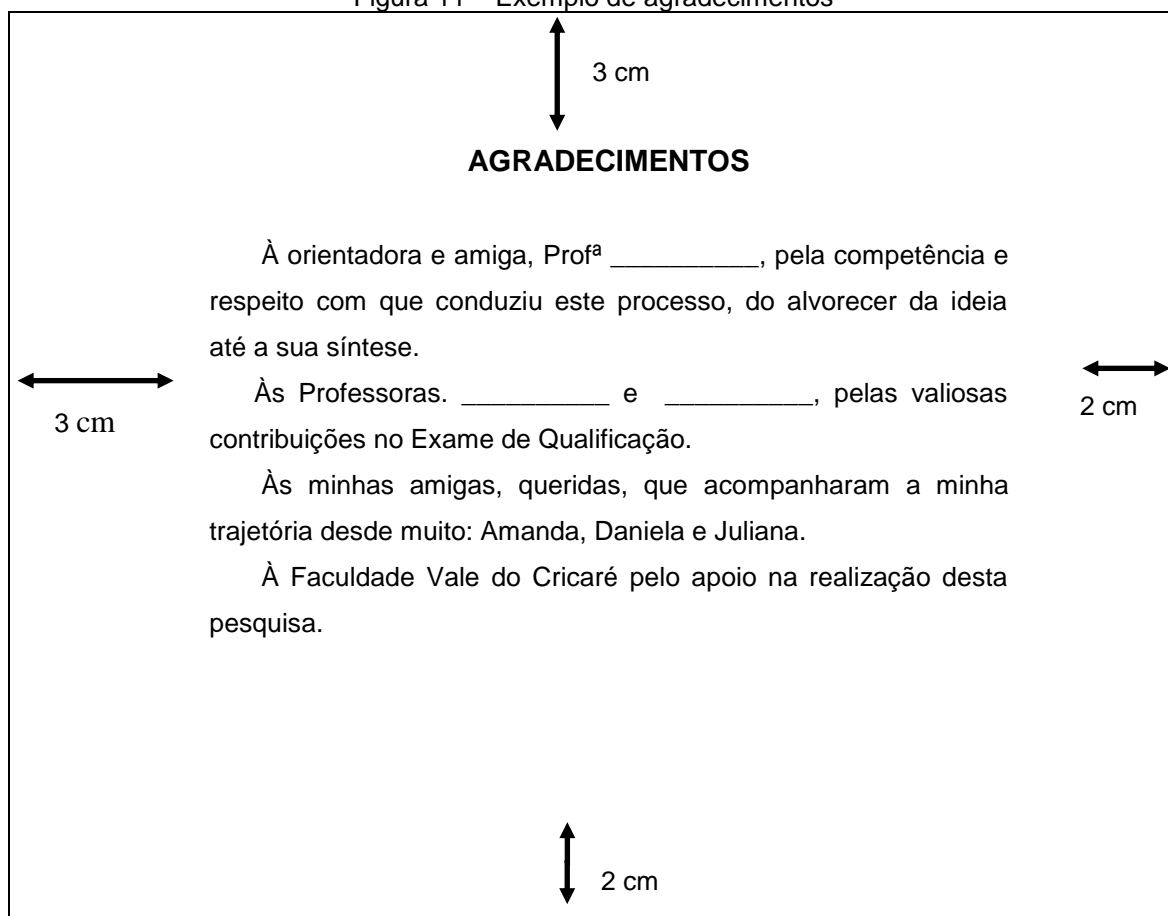 Figura 11 – Exemplo de agradecimentos
3 cm
AGRADECIMENTOS
À orientadora e amiga, Profª __________, pela competência e
respeito com que conduziu este processo, do alvorecer da ideia
até a sua síntese.
Às Professoras. __________ e __________, pelas valiosas
contribuições no Exame de Qualificação.
Às minhas amigas, queridas, que acompanharam a minha
trajetória desde muito: Amanda, Daniela e Juliana.
À Faculdade Vale do Cricaré pelo apoio na realização desta
pesquisa.
3 cm
2 cm
2 cm